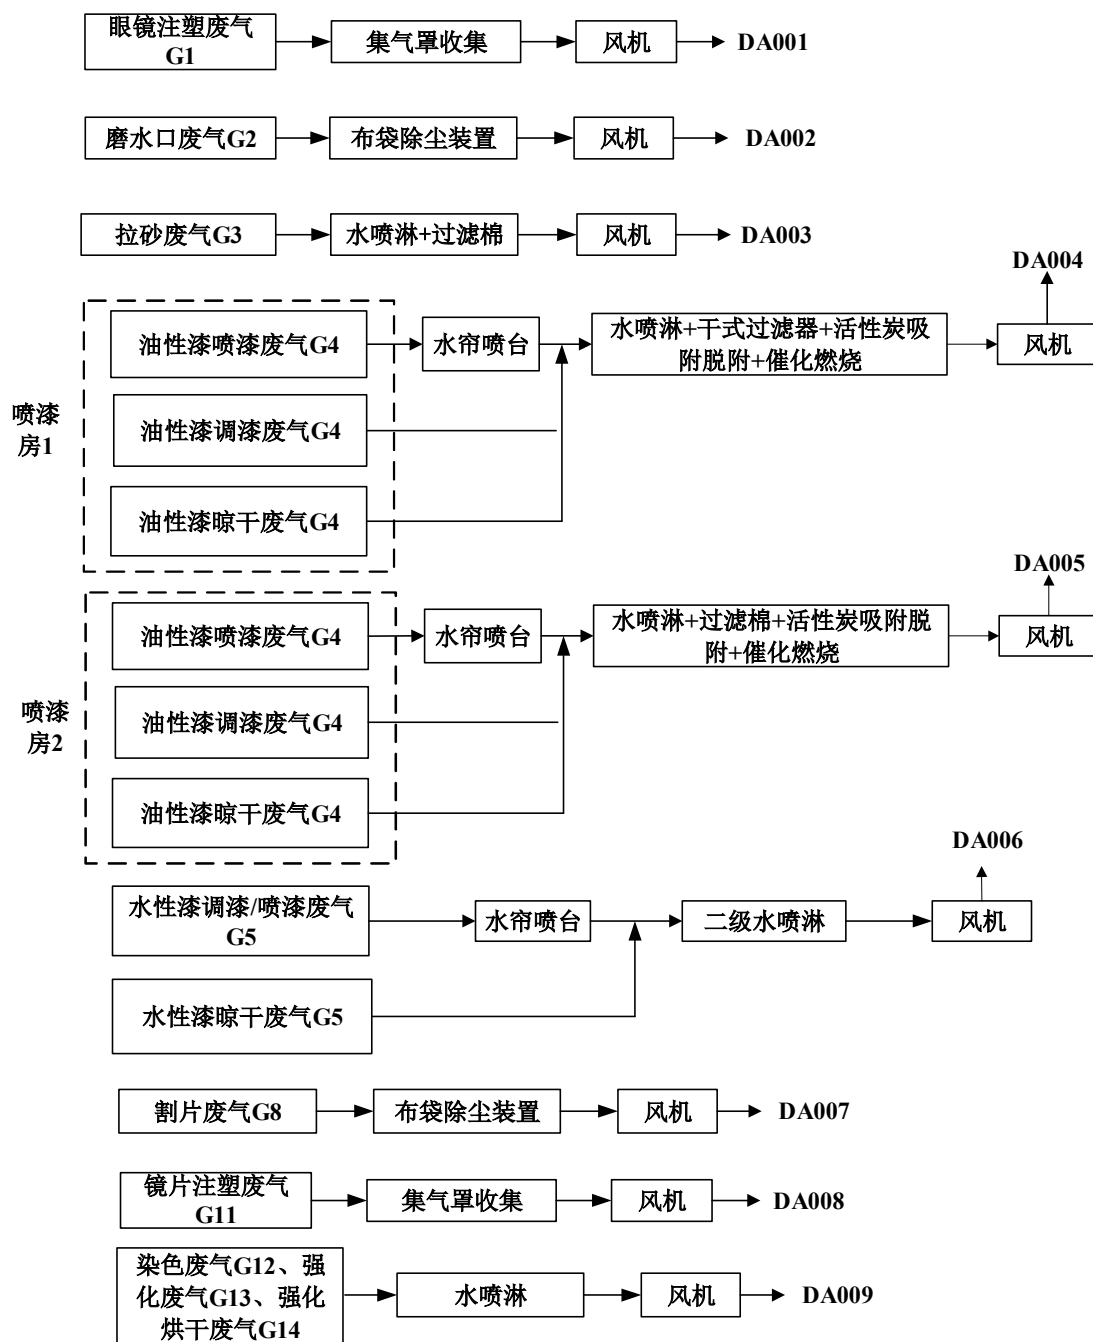 眼镜注塑废气
G1
集气罩收集
风机
DA001
磨水口废气G2
布袋除尘装置
风机
DA002
拉砂废气G3
水喷淋+过滤棉
风机
DA003
DA004
喷漆
房1
油性漆喷漆废气G4
水帘喷台
水喷淋+干式过滤器+活性炭吸
附脱附+催化燃烧
风机
油性漆调漆废气G4
油性漆晾干废气G4
DA005
喷漆
房2
油性漆喷漆废气G4
水帘喷台
水喷淋+过滤棉+活性炭吸附脱
附+催化燃烧
风机
油性漆调漆废气G4
油性漆晾干废气G4
DA006
水性漆调漆/喷漆废气
G5
水帘喷台
二级水喷淋
风机
水性漆晾干废气G5
割片废气G8
布袋除尘装置
风机
DA007
镜片注塑废气
G11
集气罩收集
风机
DA008
染色废气G12、强
化废气G13、强化
烘干废气G14
水喷淋
风机
DA009